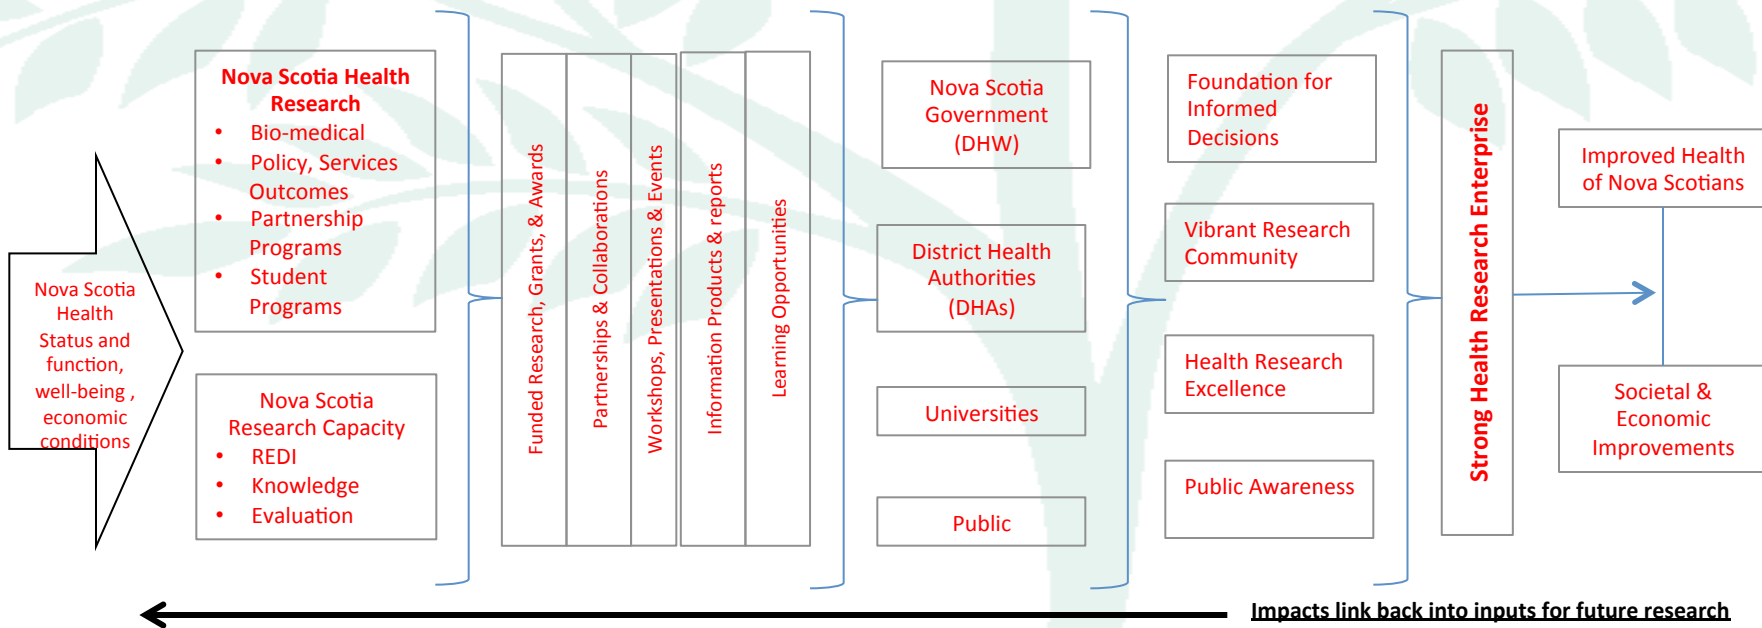 Nova Scotia Health
Status and
function,
well-being ,
economic
conditions
Nova Scotia Health
Research
• Bio-medical
• Policy, Services
Outcomes
• Partnership
Programs
• Student
Programs
Nova Scotia
Research Capacity
• REDI
• Knowledge
• Evaluation
Funded Research, Grants, & Awards
Partnerships & Collaborations
Workshops, Presentations & Events
Information Products & reports
Learning Opportunities
Nova Scotia
Government
(DHW)
District Health
Authorities
(DHAs)
Universities
Public
Foundation for
Informed
Decisions
Vibrant Research
Community
Health Research
Excellence
Public Awareness
Strong Health Research Enterprise
Improved Health
of Nova Scotians
Societal &
Economic
Improvements
Impacts link back into inputs for future research